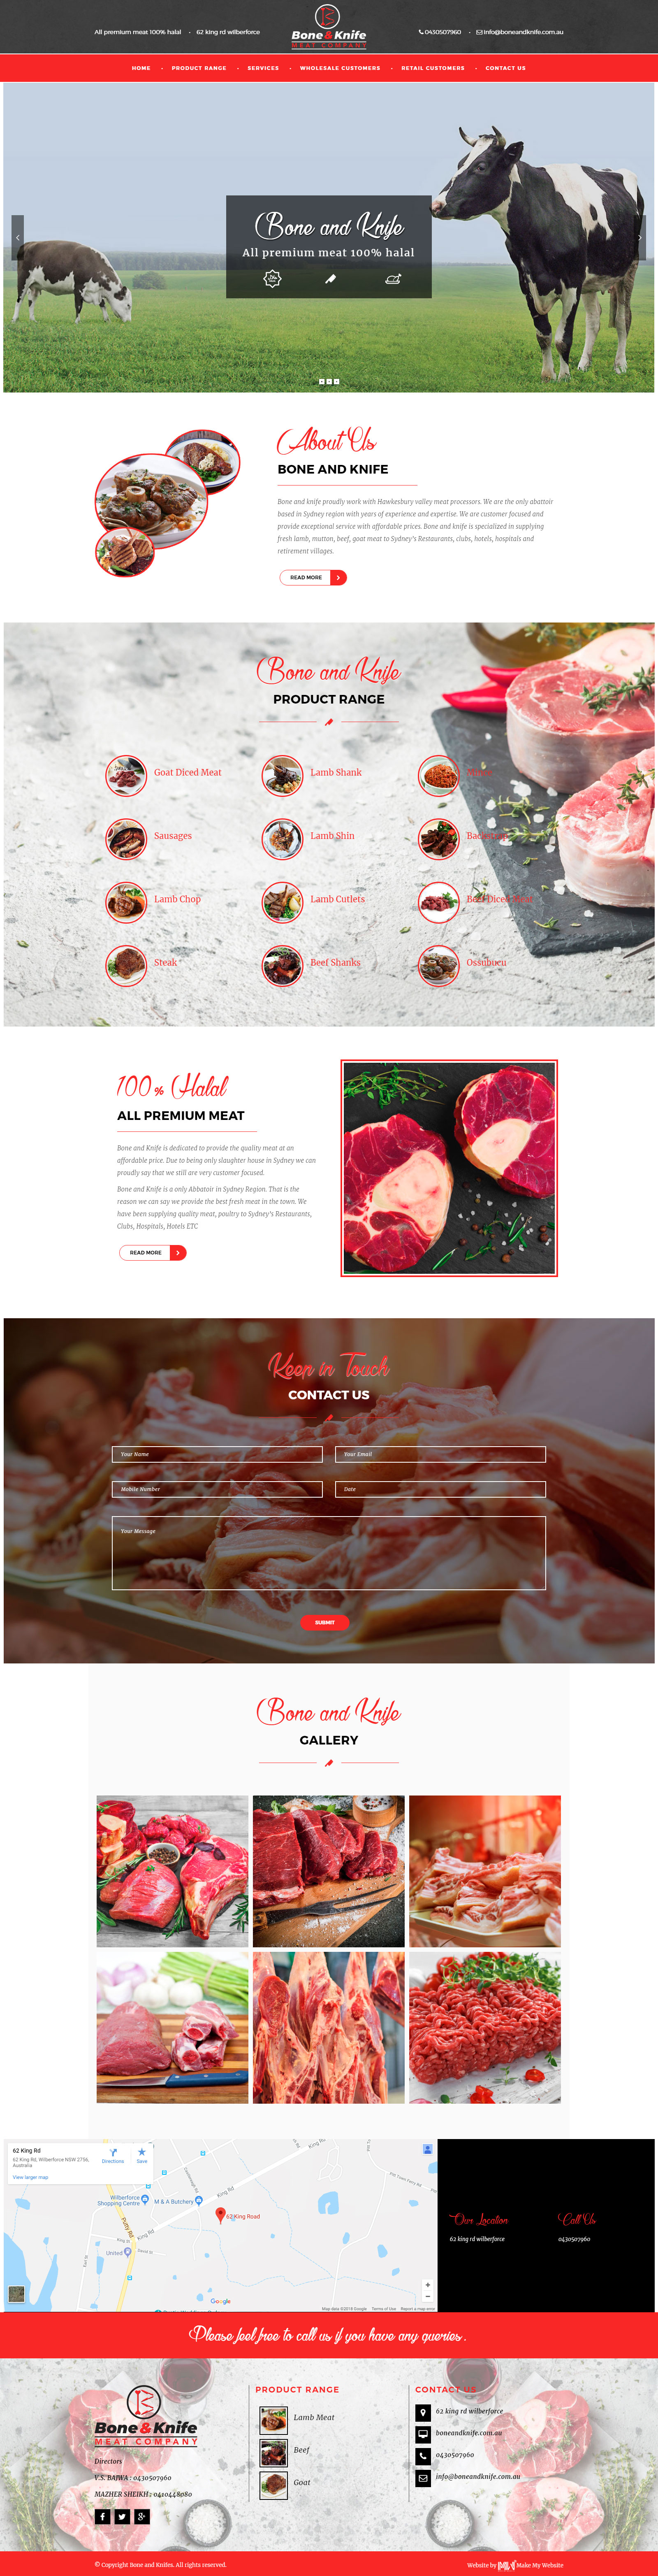 All premium meat 100% halal • 62 king rd wilberforce
Bone & Knife
MEAT COMPANY
0430507960 • info@boneandknife.com.au
HOME • PRODUCT RANGE • SERVICES • WHOLESALE CUSTOMERS • RETAIL CUSTOMERS • CONTACT US
Bone and Knife
All premium meat 100% halal
About Us
BONE AND KNIFE
Bone and knife proudly work with Hawkesbury valley meat processors. We are the only abattoir
based in Sydney region with years of experience and expertise. We are customer focused and
provide exceptional service with affordable prices. Bone and knife is specialized in supplying
fresh lamb, mutton, beef, goat meat to Sydney's Restaurants, clubs, hotels, hospitals and
retirement villages.
READ MORE
Bone and Knife
PRODUCT RANGE
Goat Diced Meat
Lamb Shank
Sausages
Lamb Shin
Lamb Chop
Lamb Cutlets
Beef Diced Meat
Steak
Beef Shanks
Ossubucu
100% Halal
ALL PREMIUM MEAT
Bone and Knife is dedicated to provide the quality meat at an
affordable price. Due to being only slaughter house in Sydney we can
proudly say that we still are very customer focused.
Bone and Knife is a only Abbatoir in Sydney Region. That is the
reason we can say we provide the best fresh meat in the town. We
have been supplying quality meat, poultry to Sydney's Restaurants,
Clubs, Hospitals, Hotels ETC
READ MORE
Keep in Touch
CONTACT US
Your Name
Your Email
Mobile Number
Date
Your Message
SUBMIT
Bone and Knife
GALLERY
62 King Rd
62 King Rd, Wilberforce NSW 2756,
Australia
Directions
Save
View larger map
Wilberforce
Shopping Centre
M & A Butchery
62 King Road
King Rd
King Rd
King Rd
Putty Rd
United
Google
Map data ©2018 Google Terms of Use Report a map error
Our Location
62 king rd wilberforce
Call Us
0430507960
Please feel free to call us if you have any queries.
Bone & Knife
MEAT COMPANY
Directors
V.S. BAJWA : 0430507960
MAZHER SHEIKH : 0410448080
PRODUCT RANGE
Lamb Meat
Beef
Goat
CONTACT US
62 king rd wilberforce
boneandknife.com.au
0430507960
info@boneandknife.com.au
© Copyright Bone and Knifes. All rights reserved.
Website by Make My Website